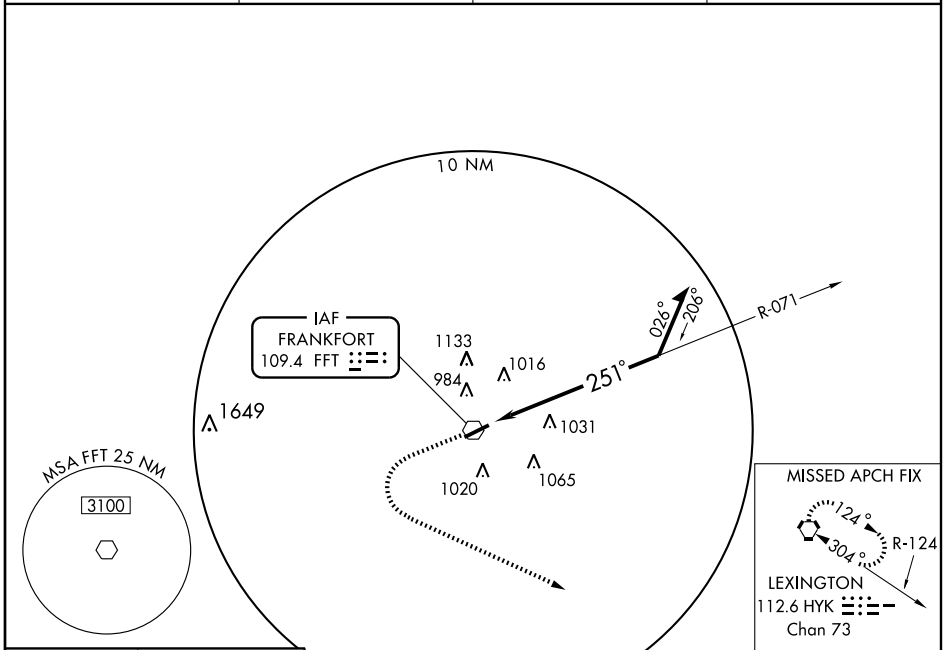 10 NM
IAF
FRANKFORT
109.4 FFT
1133
984
1016
1031
1065
1020
1649
251°
026°
206°
R-071
MSA FFT 25 NM
3100
MISSED APCH FIX
124°
304°
R-124
LEXINGTON
112.6 HYK
Chan 73